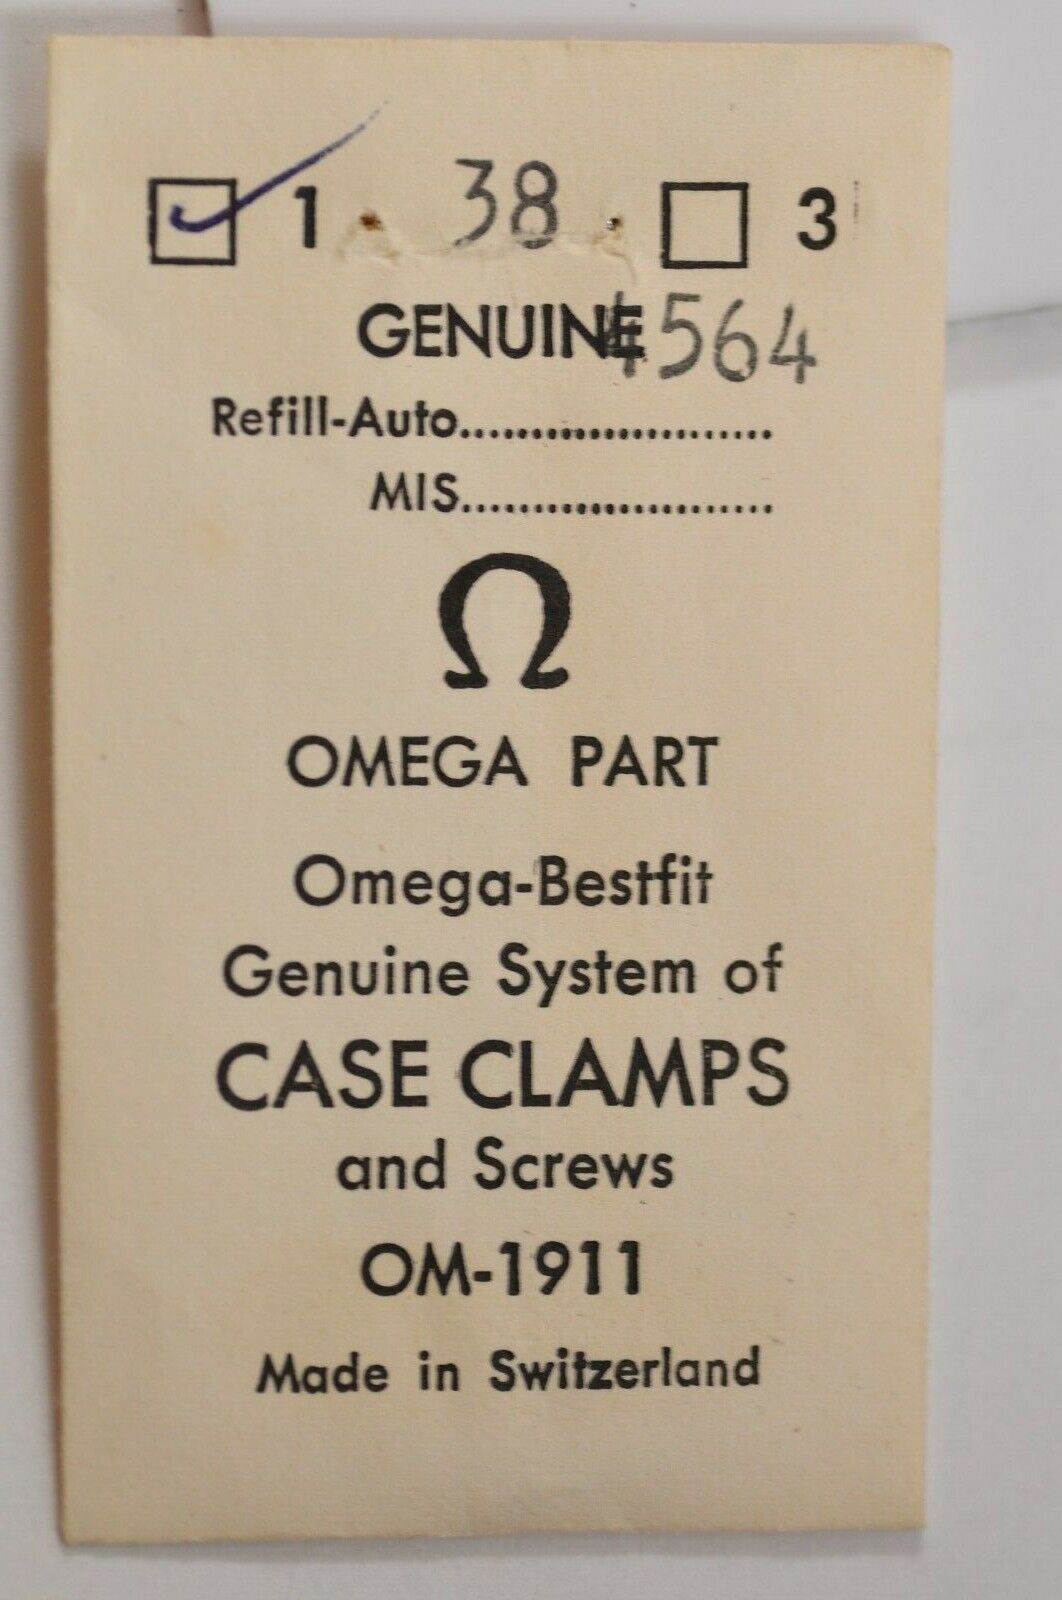 1 38 3
GENUINE 4564
Refill-Auto......................
MIS......................
Ω
OMEGA PART
Omega-Bestfit
Genuine System of
CASE CLAMPS
and Screws
OM-1911
Made in Switzerland